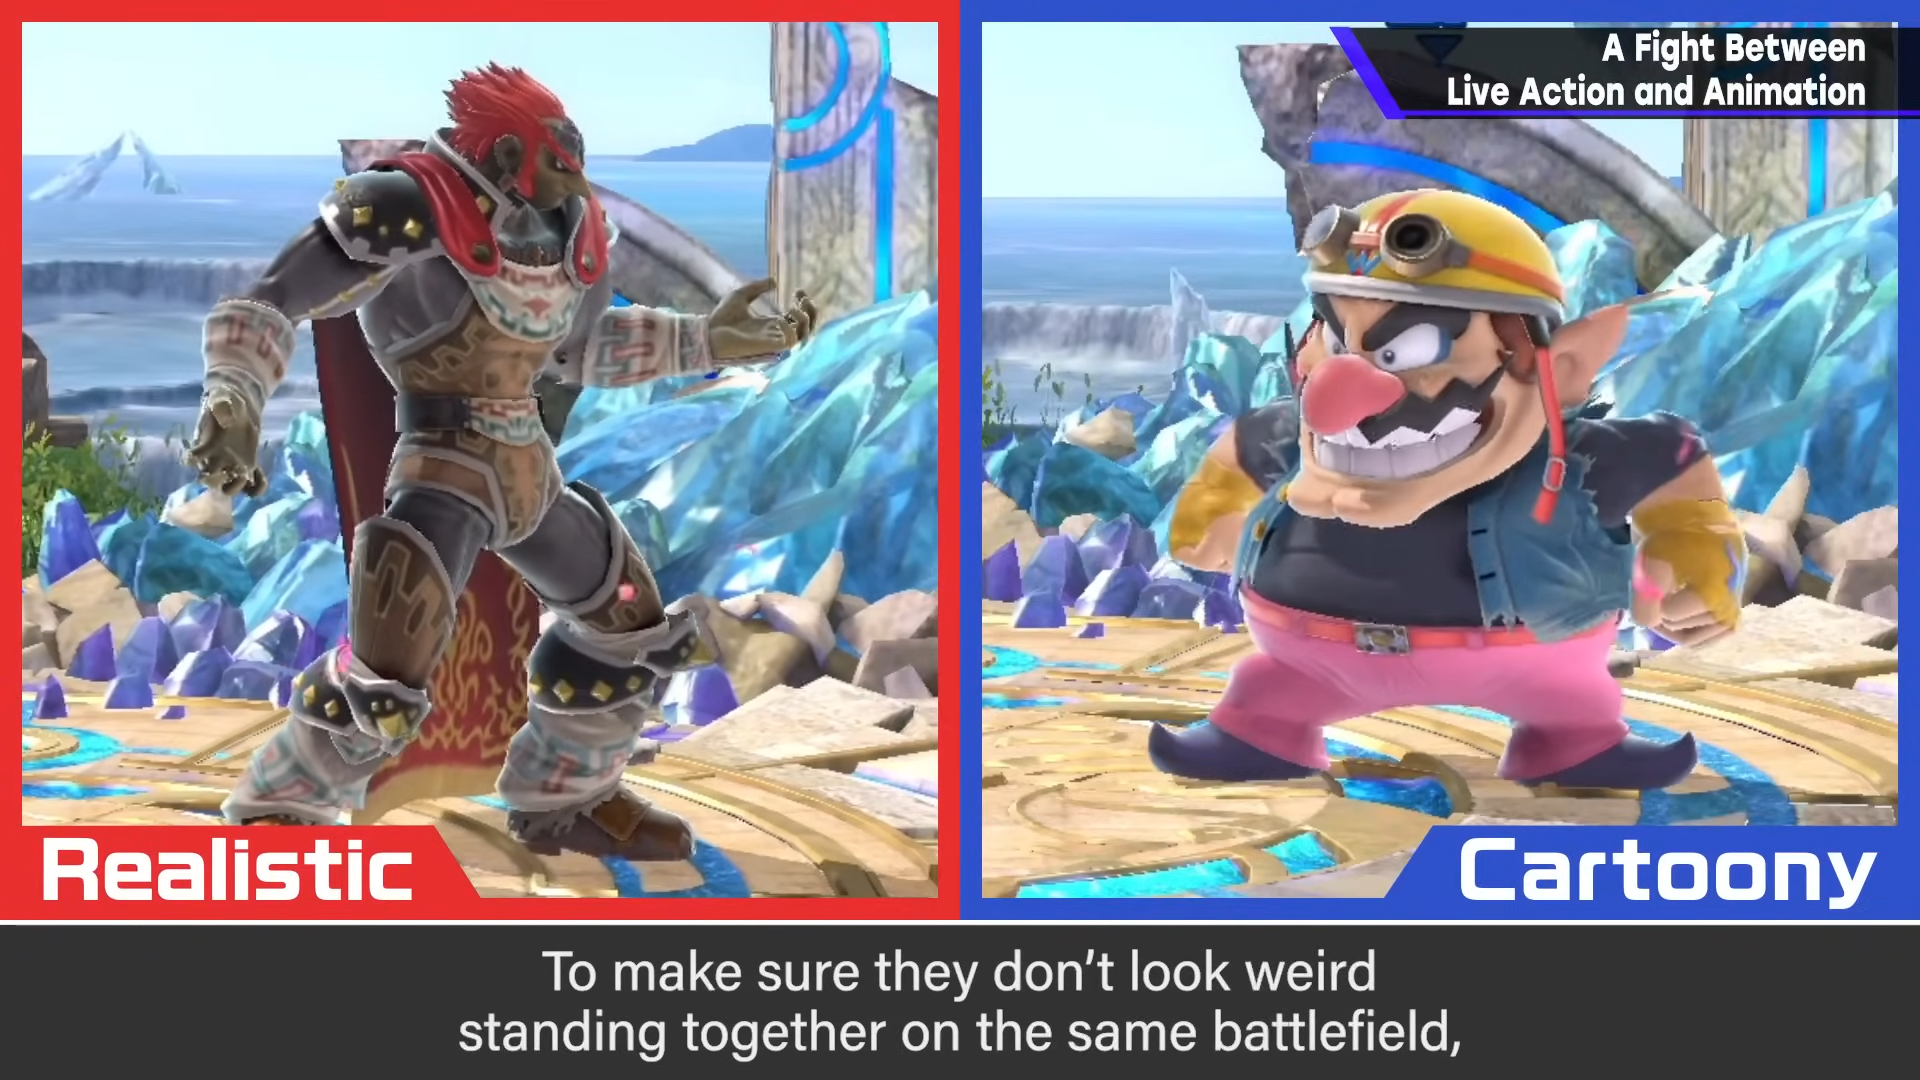 A Fight Between
Live Action and Animation
Realistic
Cartoony
To make sure they don't look weird
standing together on the same battlefield,